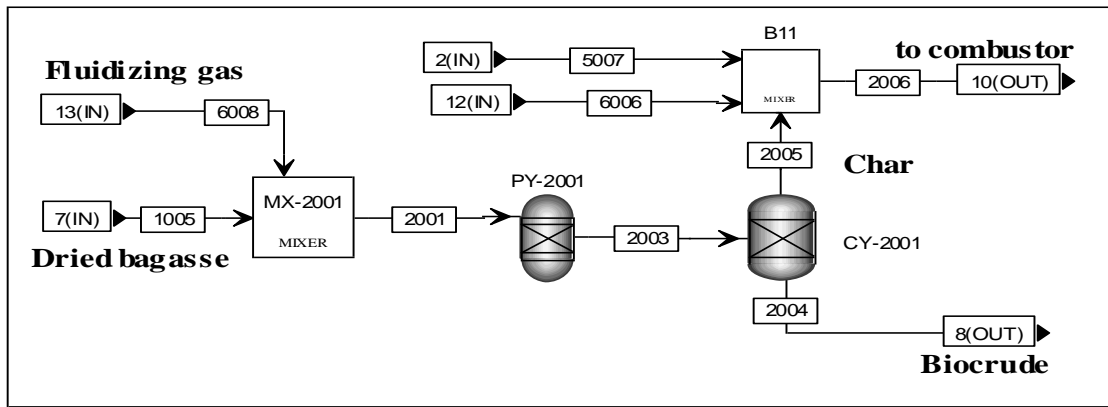 B11
to combustor
2(IN)
5007
Fluidizing gas
2006
10(OUT)
13(IN)
6008
12(IN)
6006
MIXER
2005
Char
PY-2001
MX-2001
7(IN)
1005
2001
2003
CY-2001
MIXER
Dried bagasse
2004
8(OUT)
Biocrude